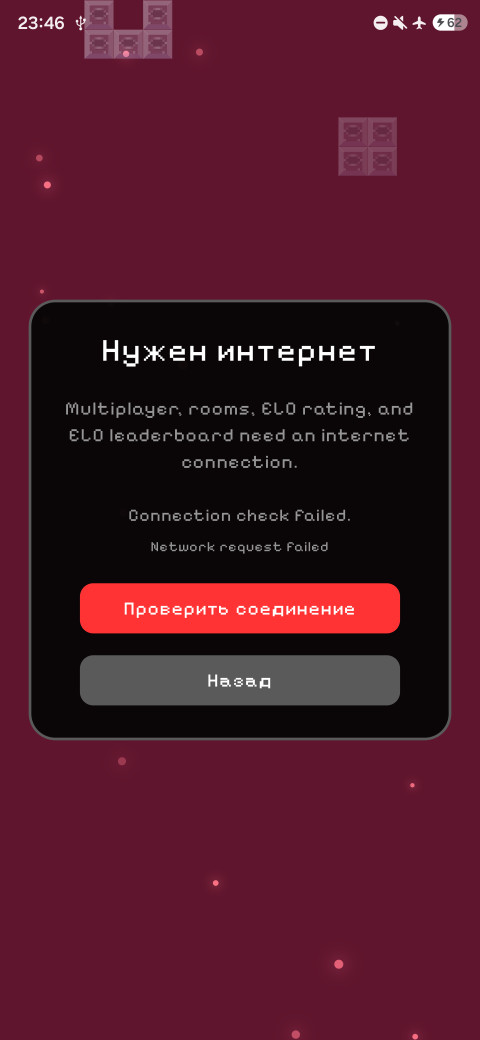 23:46
62
Нужен интернет
Multiplayer, rooms, ELO rating, and
ELO leaderboard need an internet
connection.
Connection check failed.
Network request failed
Проверить соединение
Назад